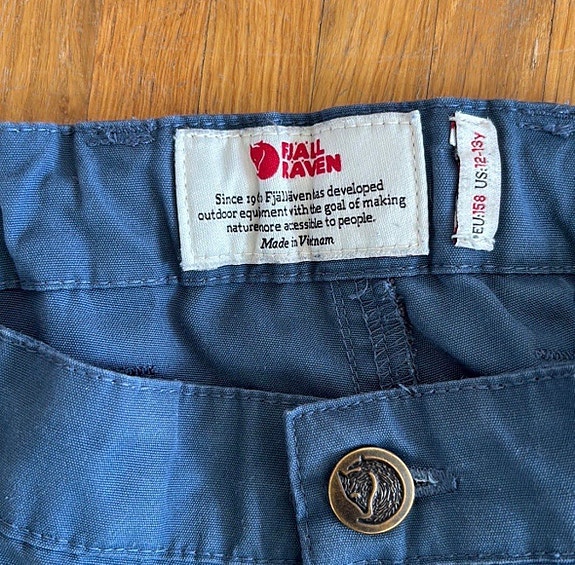 FJÄLL
RÄVEN
Since 1960 Fjällräven has developed
outdoor equipment with the goal of making
nature more accessible to people.
Made in Vietnam
EU:158 US:12-13y